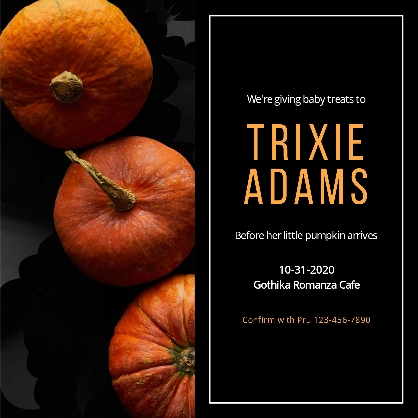 We're giving baby treats to
TRIXIE
ADAMS
Before her little pumpkin arrives
10-31-2020
Gothika Romanza Cafe
Confirm with Pru 123-456-7890